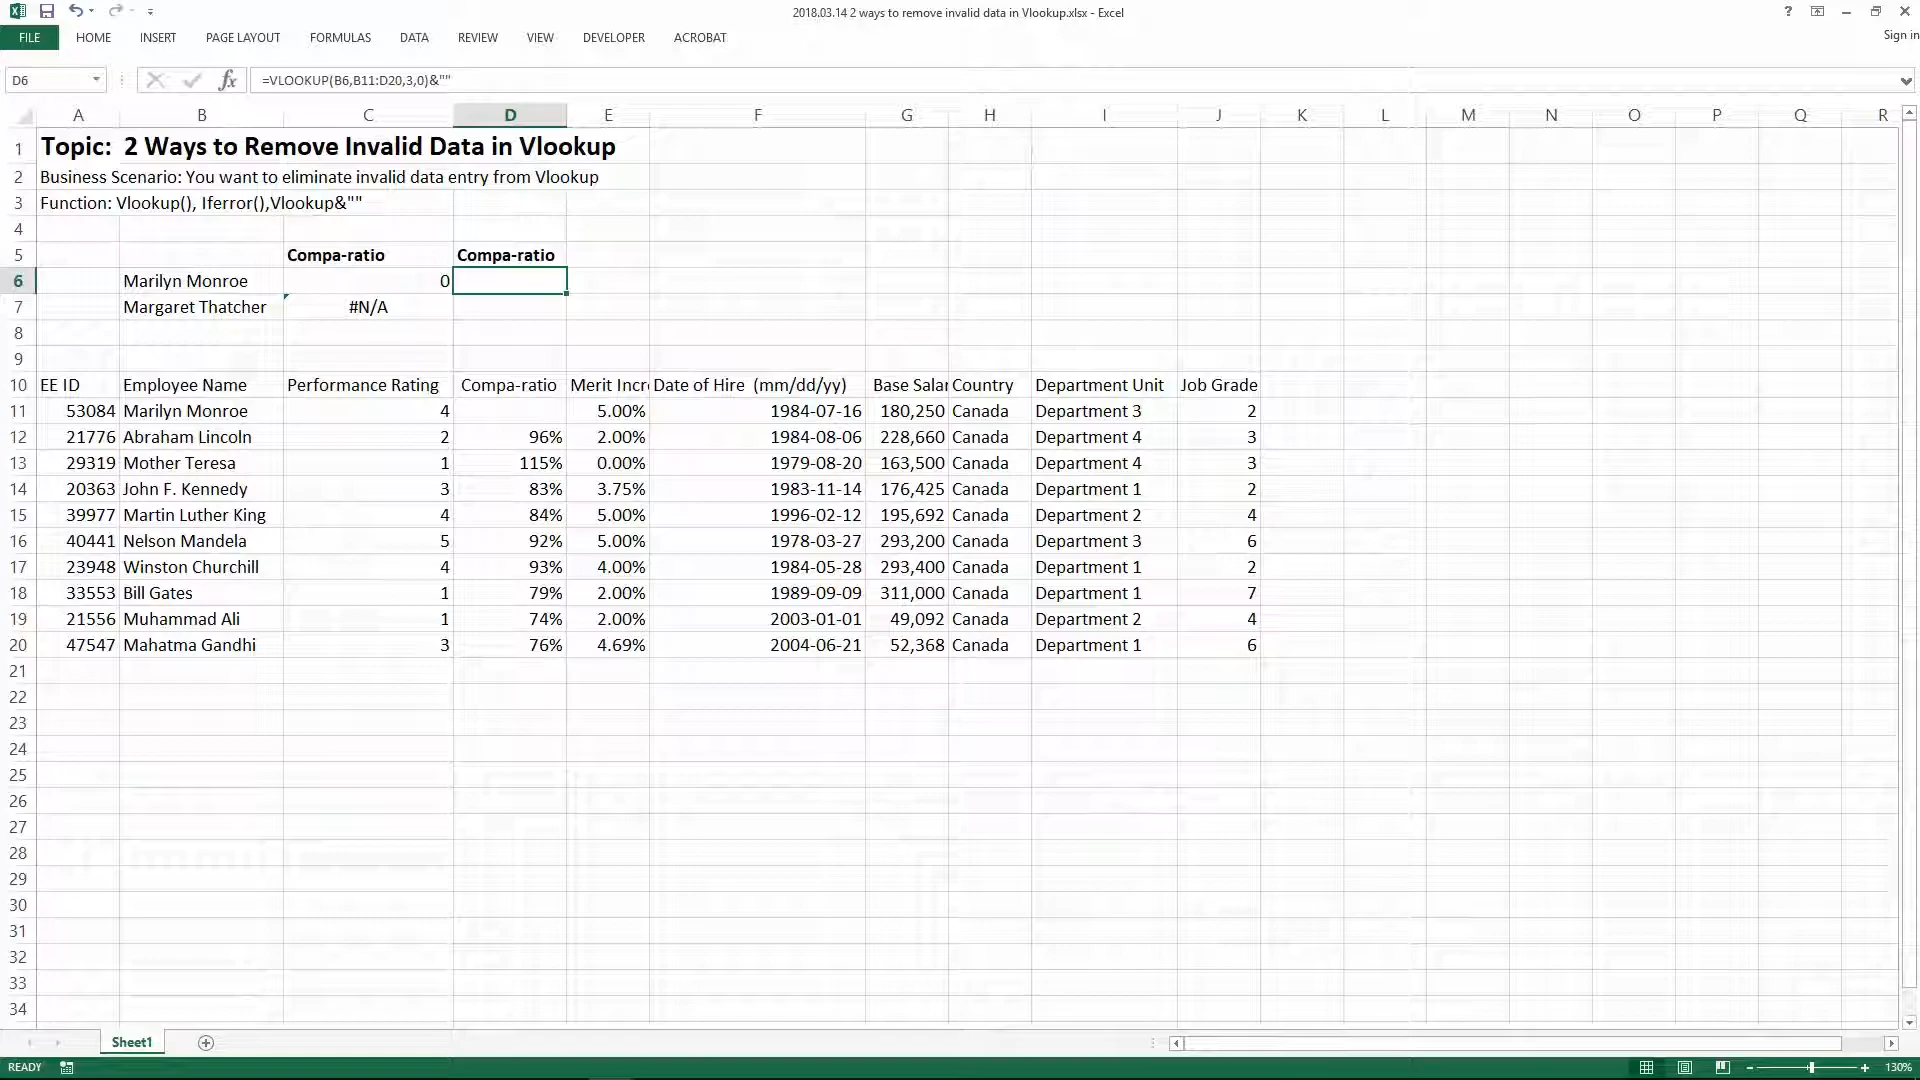 2018.03.14 2 ways to remove invalid data in Vlookup.xlsx - Excel
?
FILE HOME INSERT PAGE LAYOUT FORMULAS DATA REVIEW VIEW DEVELOPER ACROBAT
Sign in
D6 fx =VLOOKUP(B6,B11:D20,3,0)&""
A B C D E F G H I J K L M N O P Q R
1 Topic: 2 Ways to Remove Invalid Data in Vlookup
2 Business Scenario: You want to eliminate invalid data entry from Vlookup
3 Function: Vlookup(), Iferror(),Vlookup&""
4
5 Compa-ratio Compa-ratio
6 Marilyn Monroe 0
7 Margaret Thatcher #N/A
8
9
10 EE ID Employee Name Performance Rating Compa-ratio Merit Incr Date of Hire (mm/dd/yy) Base Salar Country Department Unit Job Grade
11 53084 Marilyn Monroe 4 5.00% 1984-07-16 180,250 Canada Department 3 2
12 21776 Abraham Lincoln 2 96% 2.00% 1984-08-06 228,660 Canada Department 4 3
13 29319 Mother Teresa 1 115% 0.00% 1979-08-20 163,500 Canada Department 4 3
14 20363 John F. Kennedy 3 83% 3.75% 1983-11-14 176,425 Canada Department 1 2
15 39977 Martin Luther King 4 84% 5.00% 1996-02-12 195,692 Canada Department 2 4
16 40441 Nelson Mandela 5 92% 5.00% 1978-03-27 293,200 Canada Department 3 6
17 23948 Winston Churchill 4 93% 4.00% 1984-05-28 293,400 Canada Department 1 2
18 33553 Bill Gates 1 79% 2.00% 1989-09-09 311,000 Canada Department 1 7
19 21556 Muhammad Ali 1 74% 2.00% 2003-01-01 49,092 Canada Department 2 4
20 47547 Mahatma Gandhi 3 76% 4.69% 2004-06-21 52,368 Canada Department 1 6
21
22
23
24
25
26
27
28
29
30
31
32
33
34
Sheet1
READY 130%